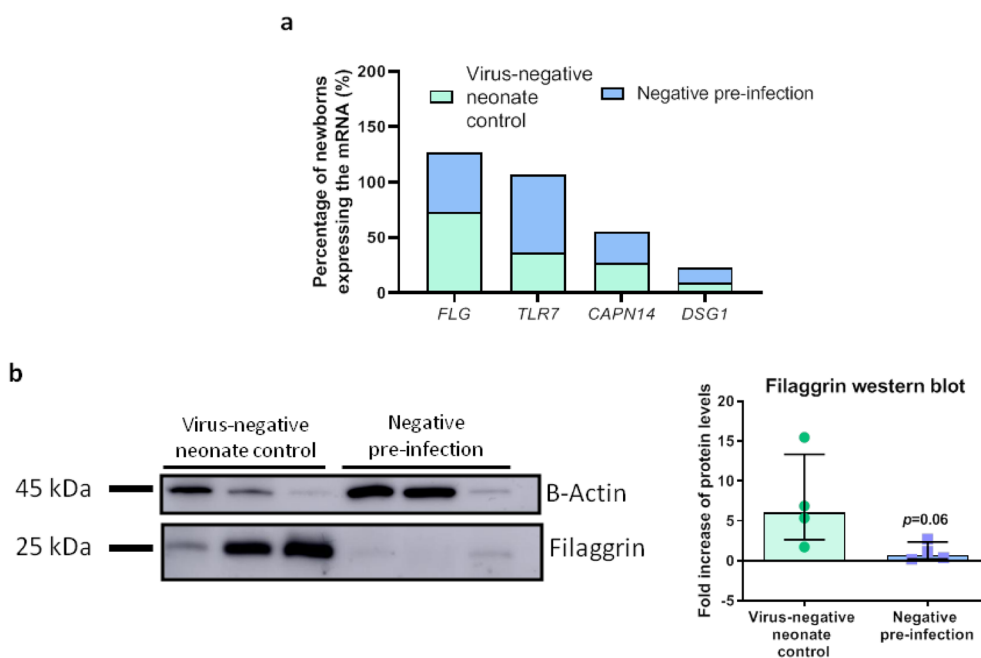 a
Percentage of newborns
expressing the mRNA (%)
200
150
100
50
0
Virus-negative
neonate
control
Negative pre-infection
FLG
TLR7
CAPN14
DSG1
b
Virus-negative
neonate control
Negative
pre-infection
45 kDa
B-Actin
25 kDa
Filaggrin
Filaggrin western blot
Fold increase of protein levels
20
15
10
5
0
-5
p=0.06
Virus-negative
neonate
control
Negative
pre-infection